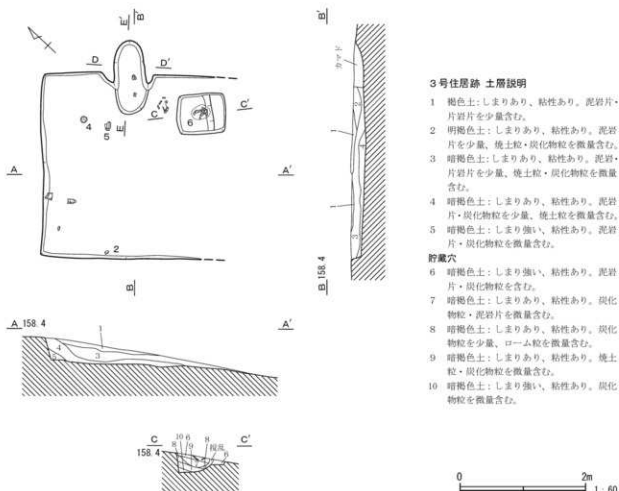 E′
B′
B′
D
D′
カマド
C
C′
4
5
6
E
2
4
A
A′
2
3
B
B 158.4
A 158.4
A′
1
4
3
C
C′
158.4
10 6
8
9
8
撹乱
6
3号住居跡 土層説明
1 褐色土：しまりあり、粘性あり。泥岩片・
片岩片を少量含む。
2 明褐色土：しまりあり、粘性あり。泥岩
片を少量、焼土粒・炭化物粒を微量含む。
3 暗褐色土：しまりあり、粘性あり。泥岩・
片岩片を少量、焼土粒・炭化物粒を微量
含む。
4 暗褐色土：しまりあり、粘性あり。泥岩
片・炭化物粒を少量、焼土粒を微量含む。
5 暗褐色土：しまり強い、粘性あり。泥岩
片・炭化物粒を微量含む。
貯蔵穴
6 暗褐色土：しまり強い、粘性あり。泥岩
片・炭化物粒を含む。
7 暗褐色土：しまりあり、粘性あり。炭化
物粒・泥岩片を微量含む。
8 暗褐色土：しまりあり、粘性あり。炭化
物粒を少量、ローム粒を微量含む。
9 暗褐色土：しまりあり、粘性あり。焼土
粒・炭化物粒を微量含む。
10 暗褐色土：しまり強い、粘性あり。炭化
物粒を微量含む。
0
2m
1：60